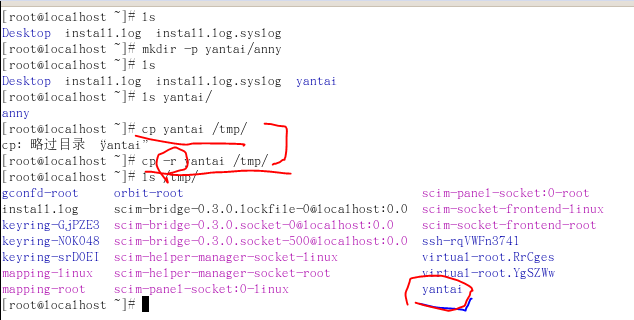 [root@localhost ~]# ls
Desktop install.log install.log.syslog
[root@localhost ~]# mkdir -p yantai/anny
[root@localhost ~]# ls
Desktop install.log install.log.syslog yantai
[root@localhost ~]# ls yantai/
anny
[root@localhost ~]# cp yantai /tmp/
cp: 略过目录 ÿantai”
[root@localhost ~]# cp -r yantai /tmp/
[root@localhost ~]# ls /tmp/
gconfd-root orbit-root scim-panel-socket:0-root
install.log scim-bridge-0.3.0.lockfile-0@localhost:0.0 scim-socket-frontend-linux
keyring-GjPZE3 scim-bridge-0.3.0.socket-0@localhost:0.0 scim-socket-frontend-root
keyring-NOK048 scim-bridge-0.3.0.socket-500@localhost:0.0 ssh-rqVWFn3741
keyring-srDOEI scim-helper-manager-socket-linux virtual-root.RrCges
mapping-linux scim-helper-manager-socket-root virtual-root.YgSZWw
mapping-root scim-panel-socket:0-linux yantai
[root@localhost ~]#